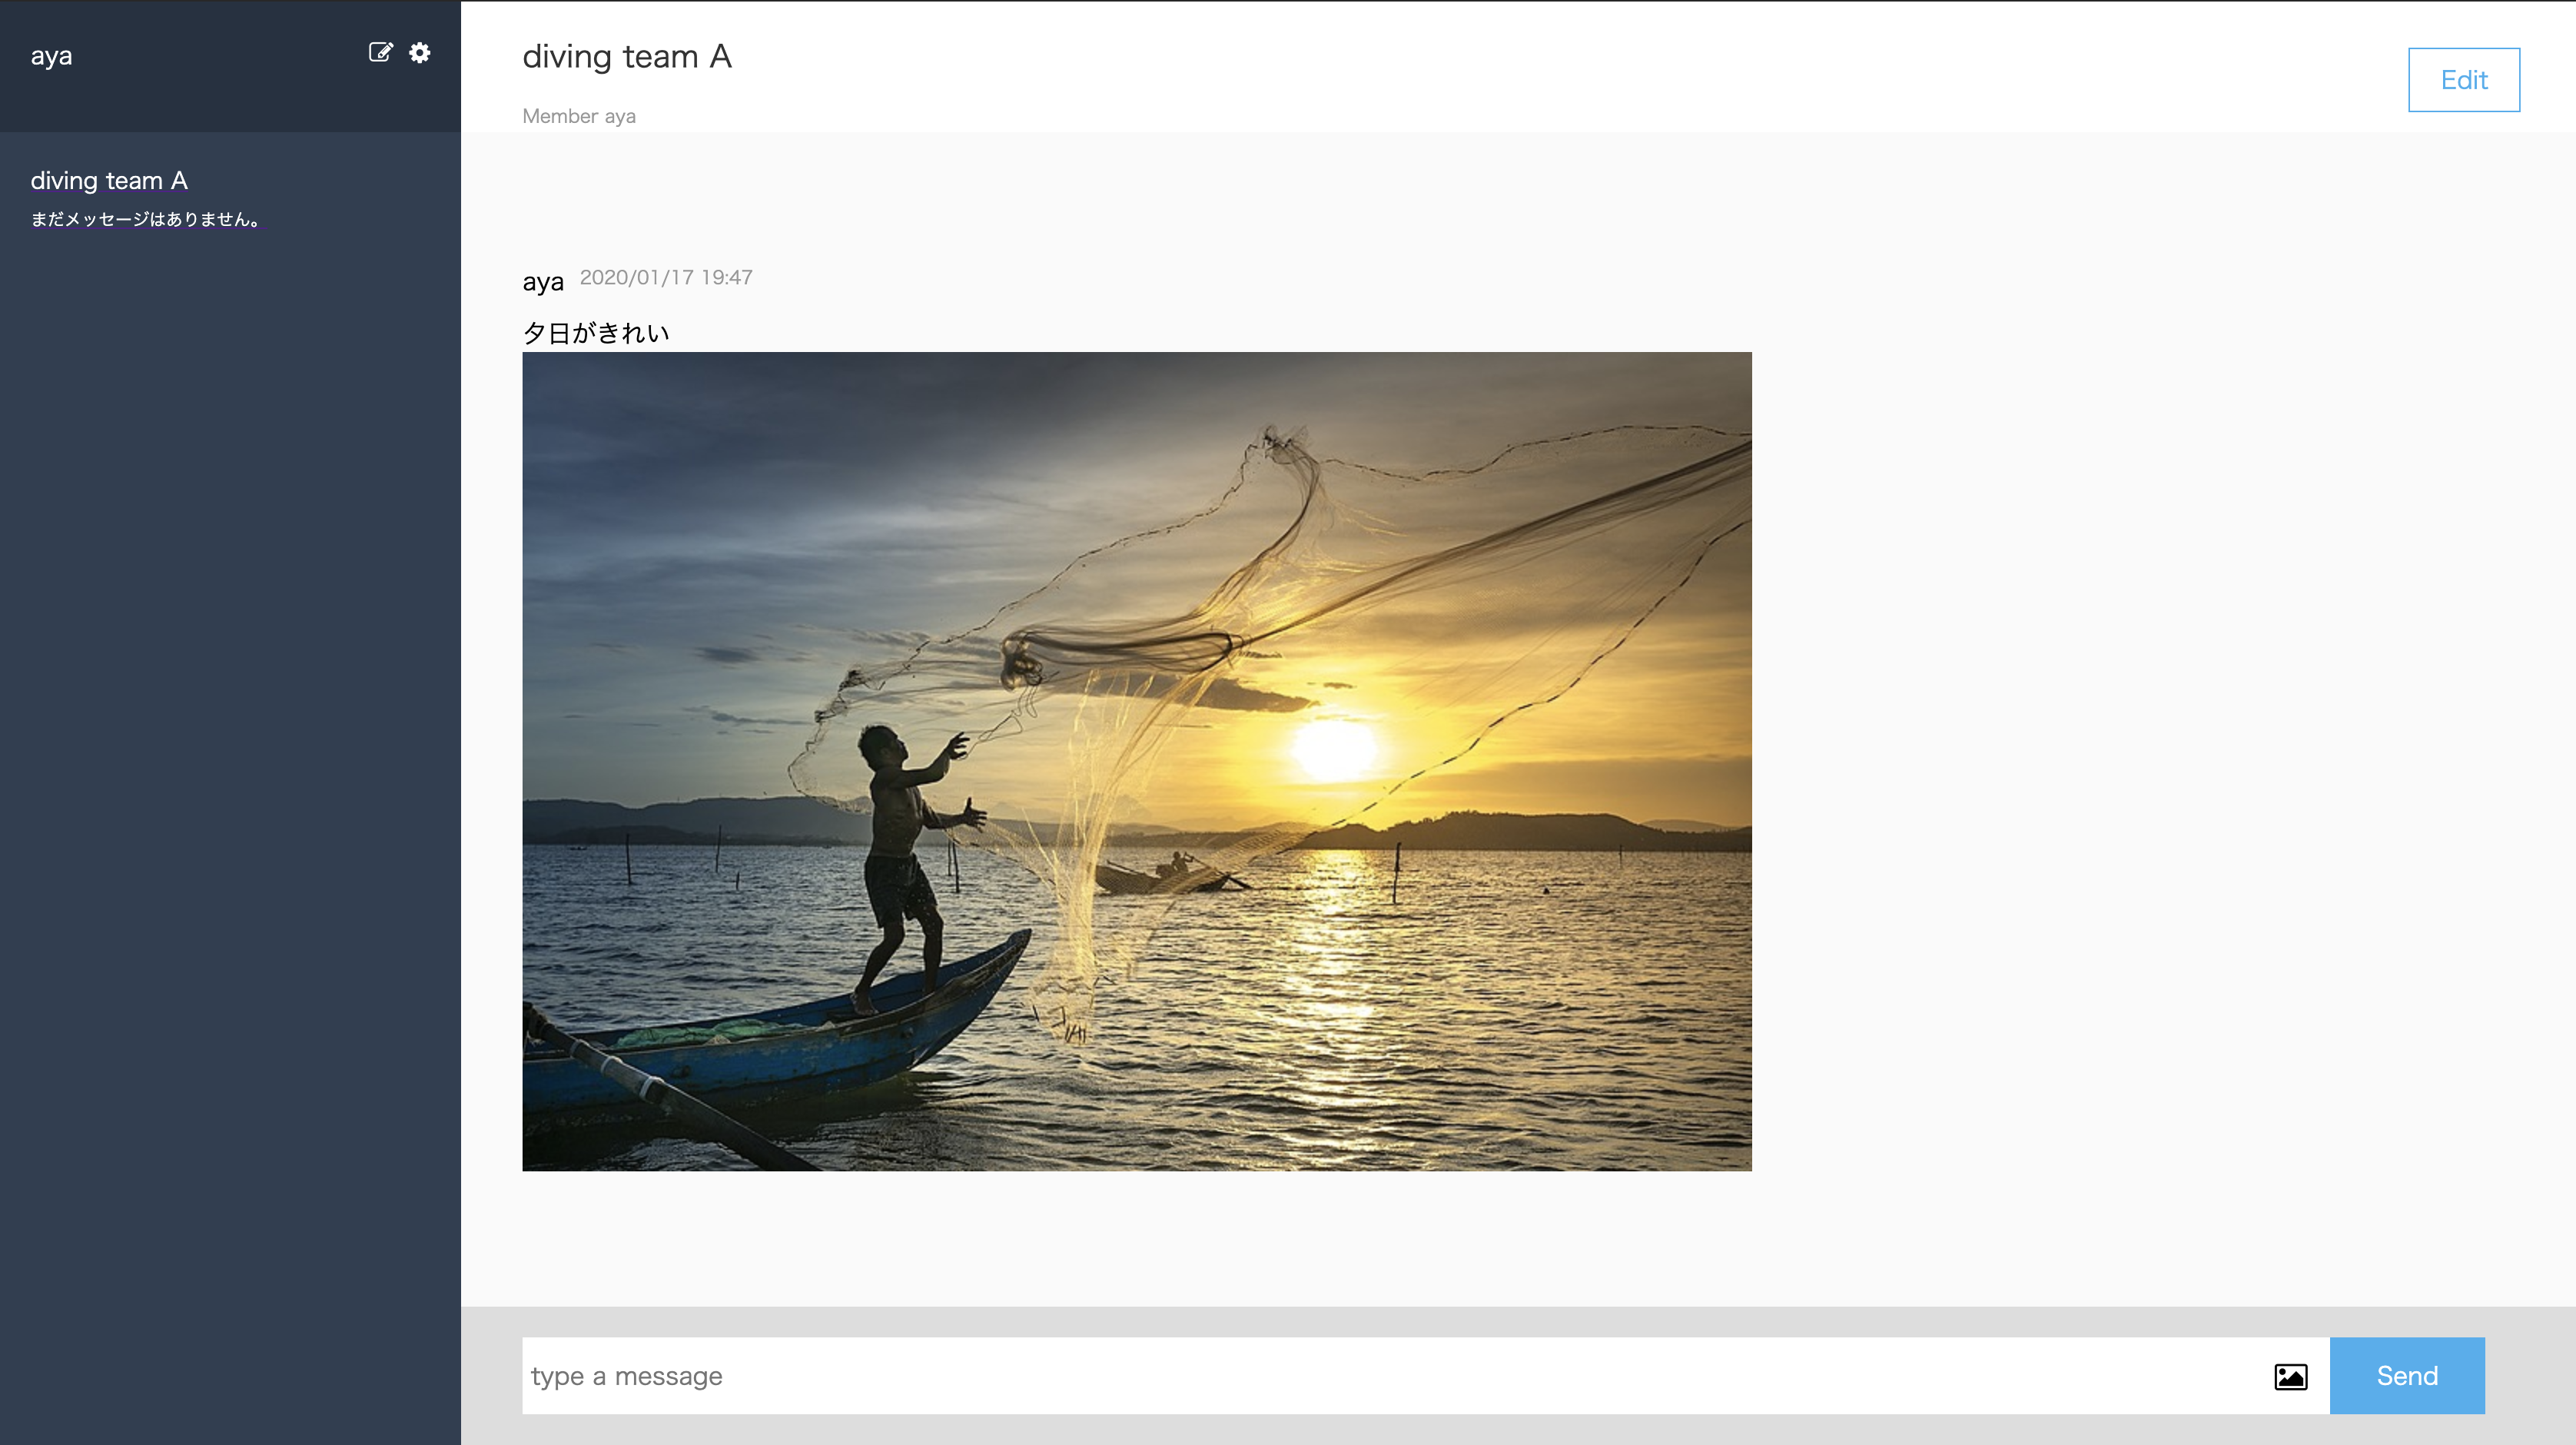 aya
diving team A
まだメッセージはありません。
diving team A
Member aya
Edit
aya 2020/01/17 19:47
夕日がきれい
type a message
Send